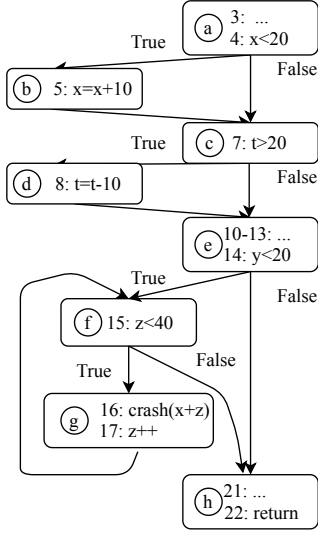 a 3: ...
4: x<20
True
False
b 5: x=x+10
True
c 7: t>20
False
d 8: t=t-10
e 10-13: ...
14: y<20
True
False
f 15: z<40
False
True
g 16: crash(x+z)
17: z++
h 21: ...
22: return